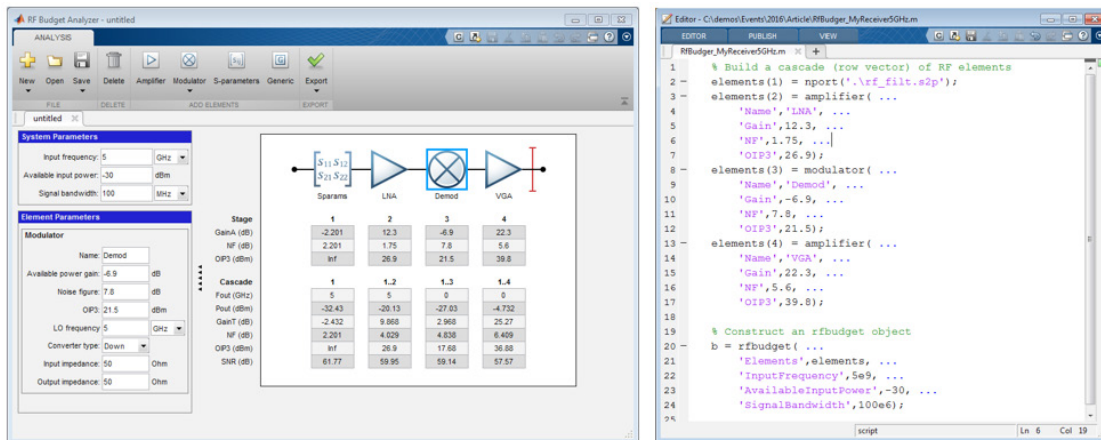 RF Budget Analyzer - untitled
ANALYSIS
New Open Save Delete Amplifier Modulator S-parameters Generic Export
FILE DELETE ADD ELEMENTS EXPORT
untitled
System Parameters
Input frequency: 5 GHz
Available input power: -30 dBm
Signal bandwidth: 100 MHz
Element Parameters
Modulator
Name: Demod
Available power gain: -6.9 dB
Noise figure: 7.8 dB
OIP3: 21.5 dBm
LO frequency 5 GHz
Converter type: Down
Input impedance: 50 Ohm
Output impedance: 50 Ohm
S11 S12
S21 S22
Sparams LNA Demod VGA
Stage 1 2 3 4
GainA (dB) -2.201 12.3 -6.9 22.3
NF (dB) 2.201 1.75 7.8 5.6
OIP3 (dBm) Inf 26.9 21.5 39.8
Cascade 1 1..2 1..3 1..4
Fout (GHz) 5 5 0 0
Pout (dBm) -32.43 -20.13 -27.03 -4.732
GainT (dB) -2.432 9.868 2.968 25.27
NF (dB) 2.201 4.029 4.838 6.409
OIP3 (dBm) Inf 26.9 17.68 36.88
SNR (dB) 61.77 59.95 59.14 57.57
Editor - C:\demos\Events\2016\Article\RfBudger_MyReceiver5GHz.m
EDITOR PUBLISH VIEW
RfBudger_MyReceiver5GHz.m
1 % Build a cascade (row vector) of RF elements
2 – elements(1) = nport('.\rf_filt.s2p');
3 – elements(2) = amplifier( ...
4 'Name','LNA', ...
5 'Gain',12.3, ...
6 'NF',1.75, ...
7 'OIP3',26.9);
8 – elements(3) = modulator( ...
9 'Name','Demod', ...
10 'Gain',-6.9, ...
11 'NF',7.8, ...
12 'OIP3',21.5);
13 – elements(4) = amplifier( ...
14 'Name','VGA', ...
15 'Gain',22.3, ...
16 'NF',5.6, ...
17 'OIP3',39.8);
18
19 % Construct an rfbudget object
20 – b = rfbudget( ...
21 'Elements',elements, ...
22 'InputFrequency',5e9, ...
23 'AvailableInputPower',-30, ...
24 'SignalBandwidth',100e6);
25
script Ln 6 Col 19